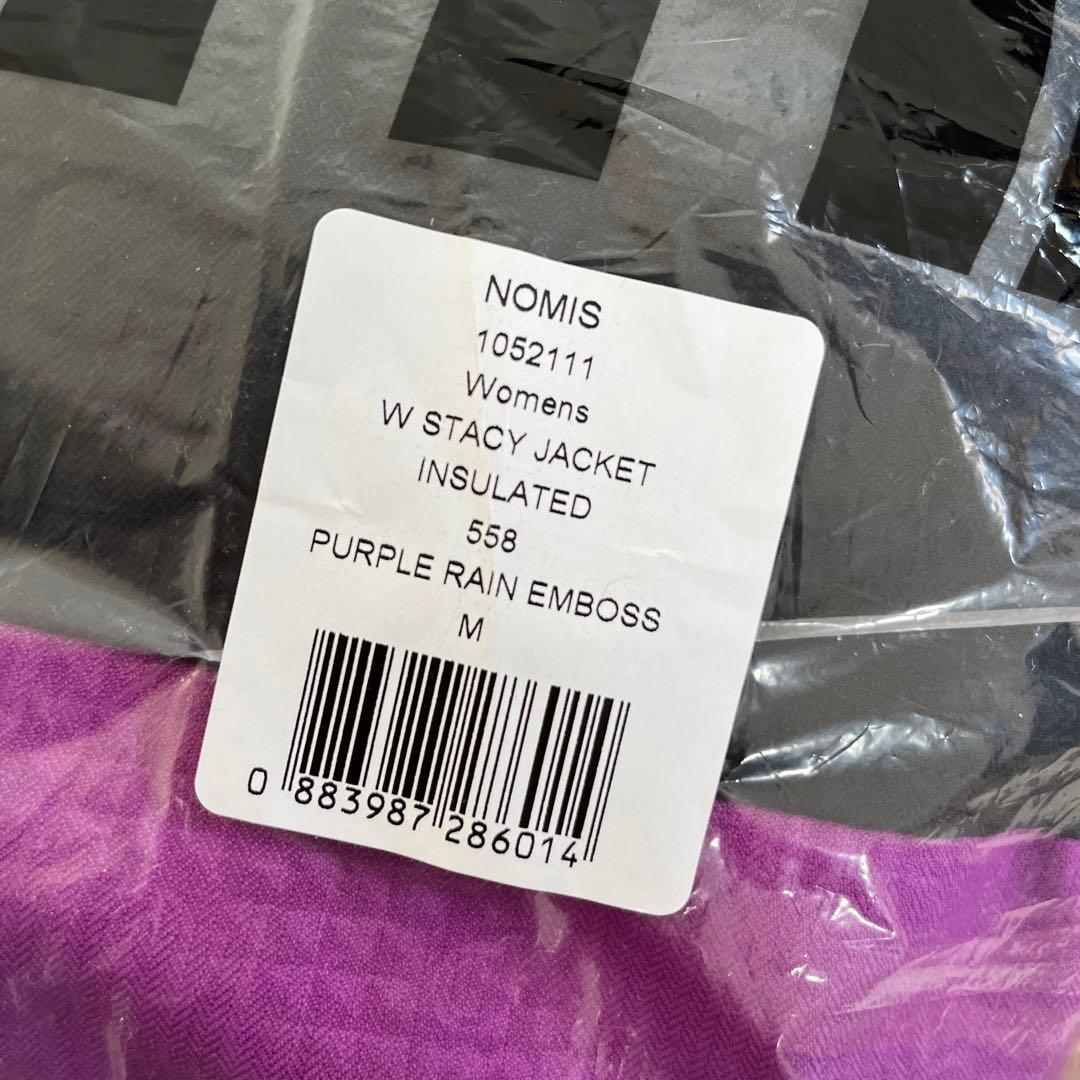 NOMIS
1052111
Womens
W STACY JACKET
INSULATED
558
PURPLE RAIN EMBOSS
M
0 883987 286014